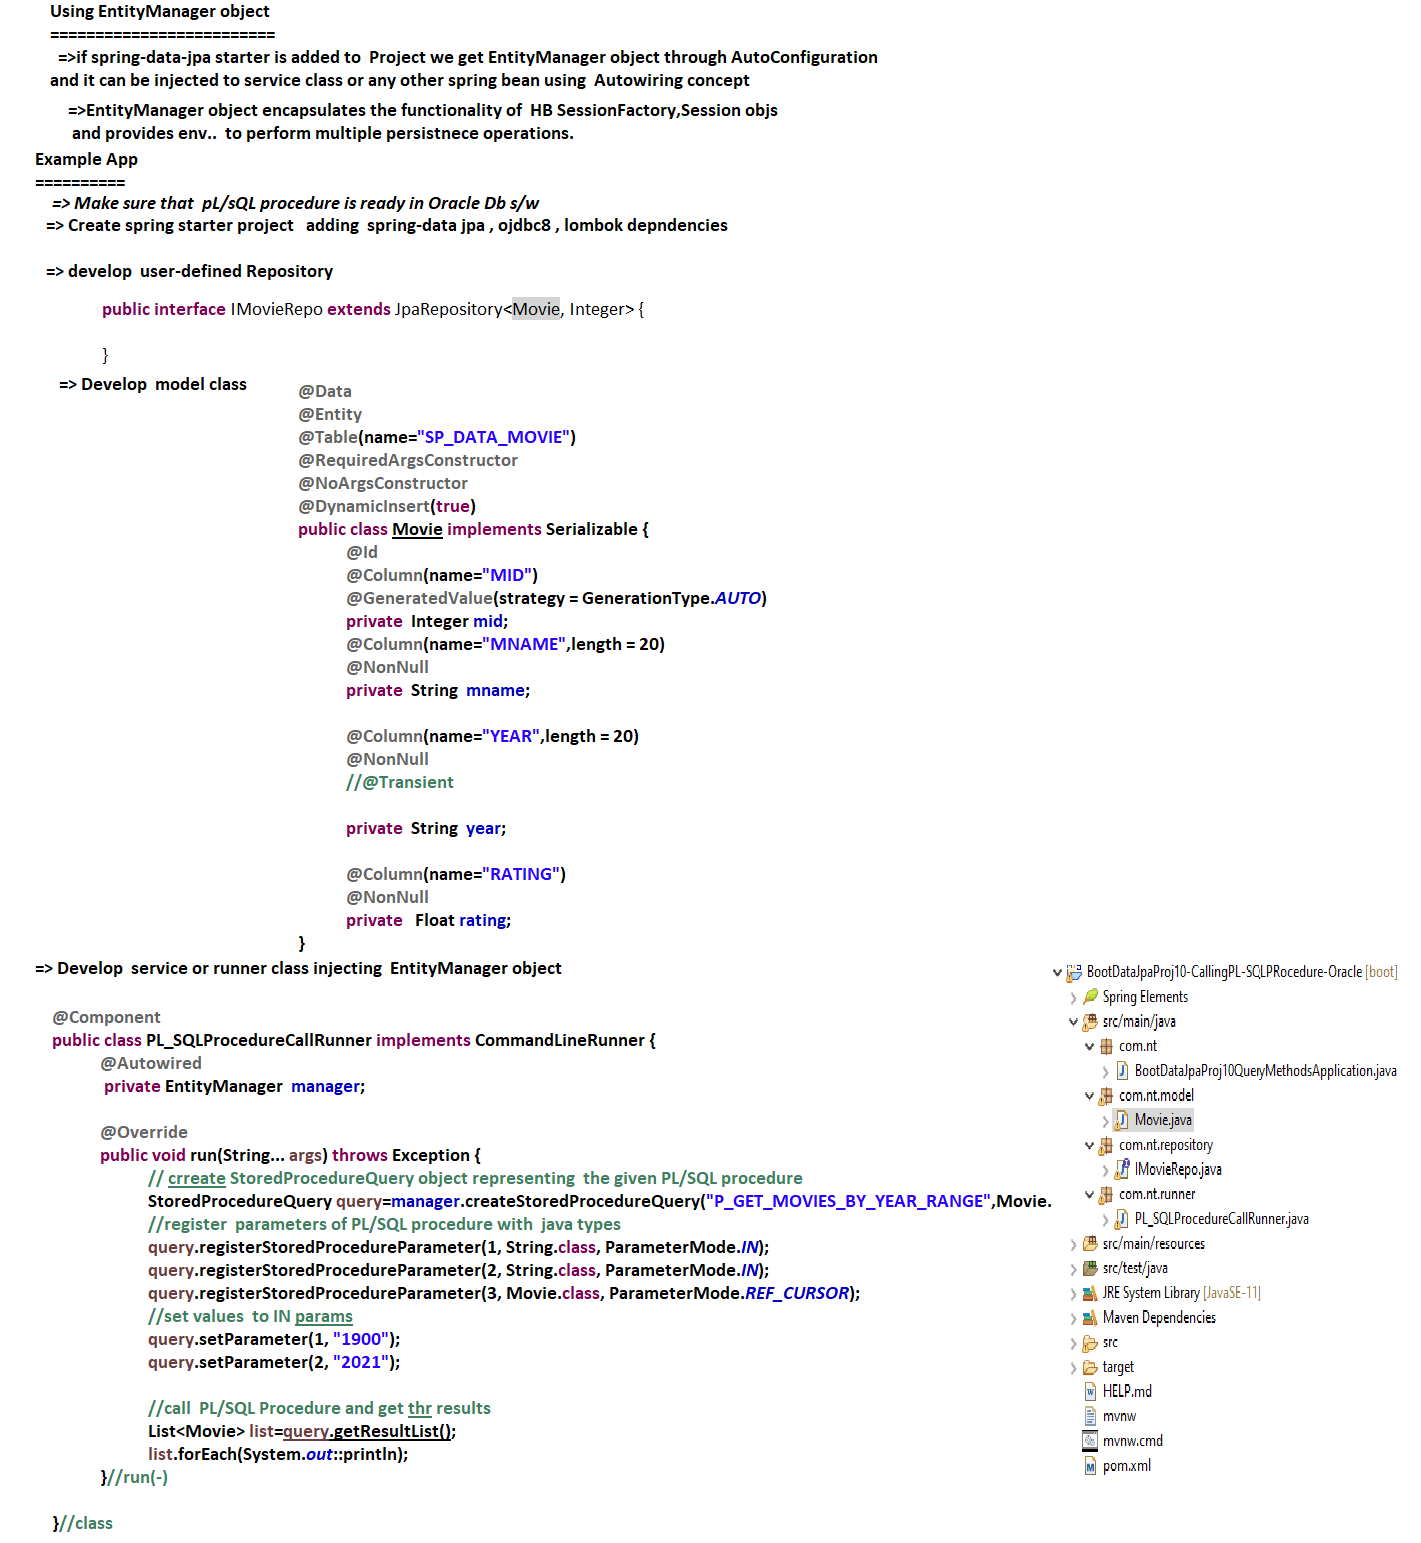 Using EntityManager object
=========================
=>if spring-data-jpa starter is added to  Project we get EntityManager object through AutoConfiguration
and it can be injected to service class or any other spring bean using  Autowiring concept
=>EntityManager object encapsulates the functionality of  HB SessionFactory,Session objs
and provides env..  to perform multiple persistnece operations.
Example App
==========
=> Make sure that  pL/sQL procedure is ready in Oracle Db s/w
=> Create spring starter project   adding  spring-data jpa , ojdbc8 , lombok depndencies
=> develop  user-defined Repository
public interface IMovieRepo extends JpaRepository<Movie, Integer> {
}
=> Develop  model class
@Data
@Entity
@Table(name="SP_DATA_MOVIE")
@RequiredArgsConstructor
@NoArgsConstructor
@DynamicInsert(true)
public class Movie implements Serializable {
@Id
@Column(name="MID")
@GeneratedValue(strategy = GenerationType.AUTO)
private  Integer mid;
@Column(name="MNAME",length = 20)
@NonNull
private  String  mname;
@Column(name="YEAR",length = 20)
@NonNull
//@Transient
private  String  year;
@Column(name="RATING")
@NonNull
private   Float rating;
}
=> Develop  service or runner class injecting  EntityManager object
@Component
public class PL_SQLProcedureCallRunner implements CommandLineRunner {
@Autowired
private EntityManager  manager;
@Override
public void run(String... args) throws Exception {
// crreate StoredProcedureQuery object representing  the given PL/SQL procedure
StoredProcedureQuery query=manager.createStoredProcedureQuery("P_GET_MOVIES_BY_YEAR_RANGE",Movie.
//register  parameters of PL/SQL procedure with  java types
query.registerStoredProcedureParameter(1, String.class, ParameterMode.IN);
query.registerStoredProcedureParameter(2, String.class, ParameterMode.IN);
query.registerStoredProcedureParameter(3, Movie.class, ParameterMode.REF_CURSOR);
//set values  to IN params
query.setParameter(1, "1900");
query.setParameter(2, "2021");
//call  PL/SQL Procedure and get thr results
List<Movie> list=query.getResultList();
list.forEach(System.out::println);
}//run(-)
}//class
BootDataJpaProj10-CallingPL-SQLPRocedure-Oracle [boot]
Spring Elements
src/main/java
com.nt
BootDataJpaProj10QueryMethodsApplication.java
com.nt.model
Movie.java
com.nt.repository
IMovieRepo.java
com.nt.runner
PL_SQLProcedureCallRunner.java
src/main/resources
src/test/java
JRE System Library [JavaSE-11]
Maven Dependencies
src
target
HELP.md
mvnw
mvnw.cmd
pom.xml